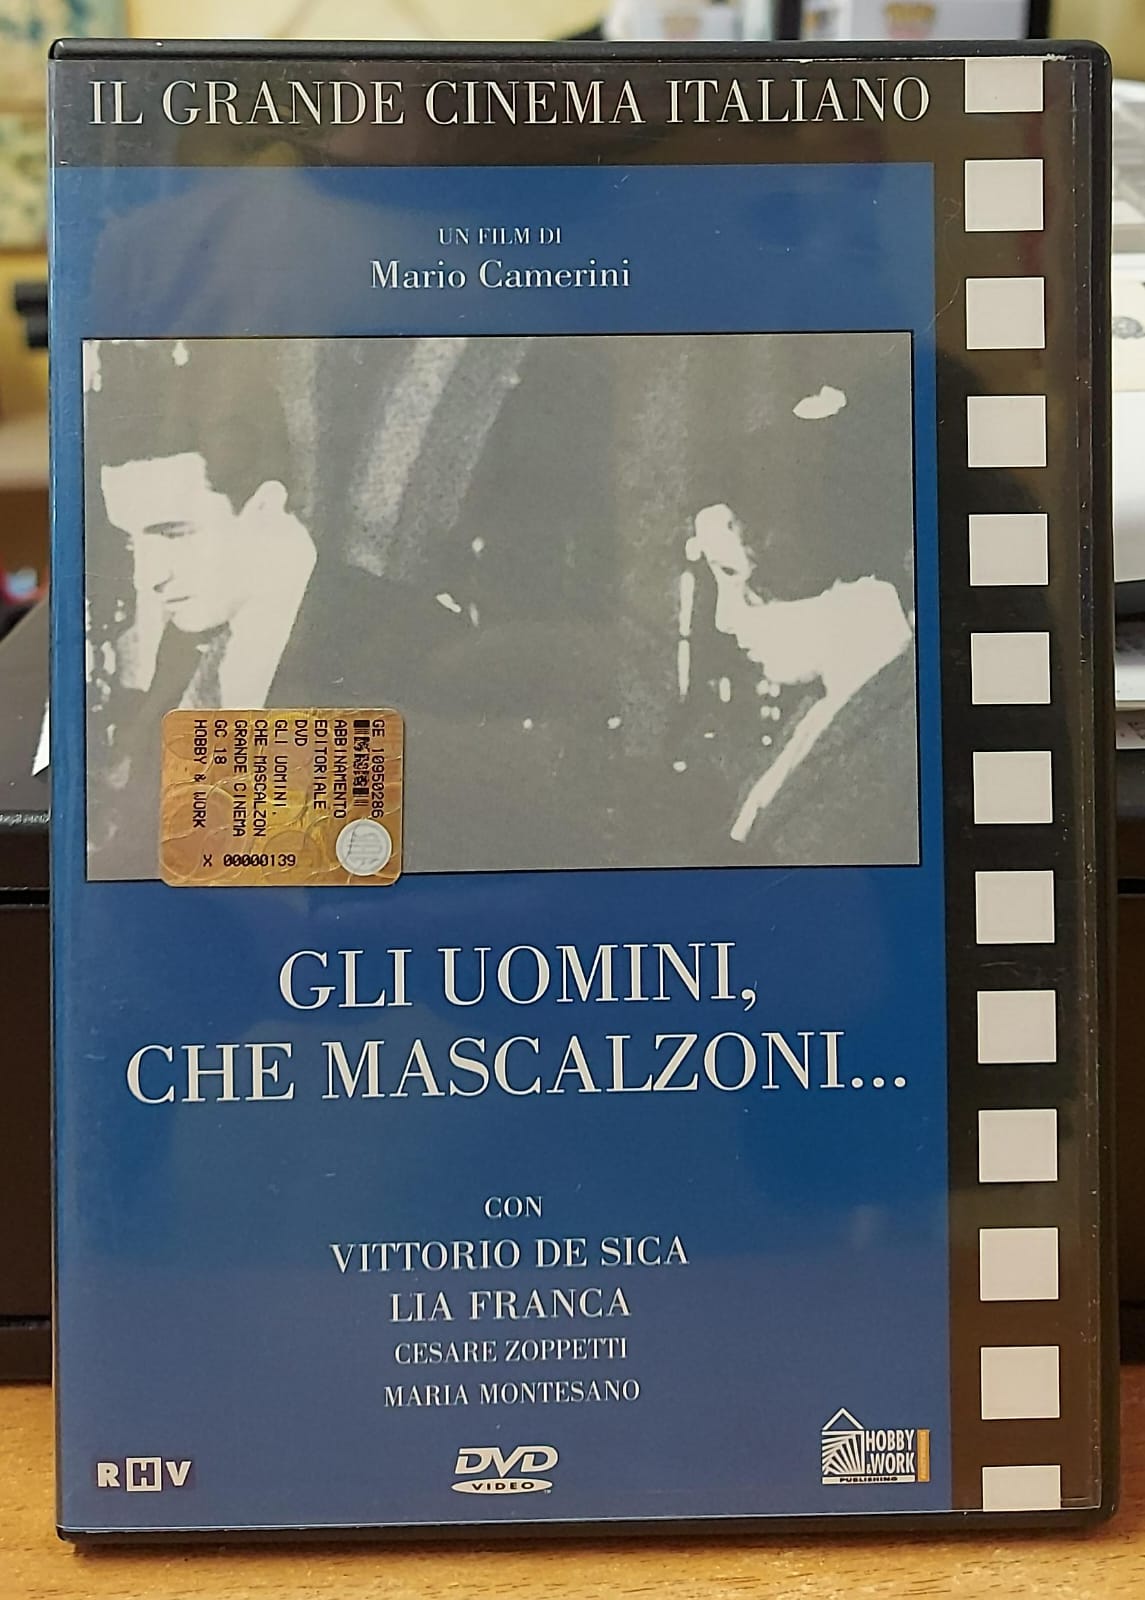 IL GRANDE CINEMA ITALIANO
UN FILM DI
Mario Camerini
GE 10950286
ABBINAMENTO
EDITORIALE
DVD
GLI UOMINI,
CHE MASCALZON
GRANDE CINEMA
GC 18
HOBBY & WORK
X 00000139
GLI UOMINI,
CHE MASCALZONI...
CON
VITTORIO DE SICA
LIA FRANCA
CESARE ZOPPETTI
MARIA MONTESANO
RHV
DVD
VIDEO
HOBBY
& WORK
PUBLISHING